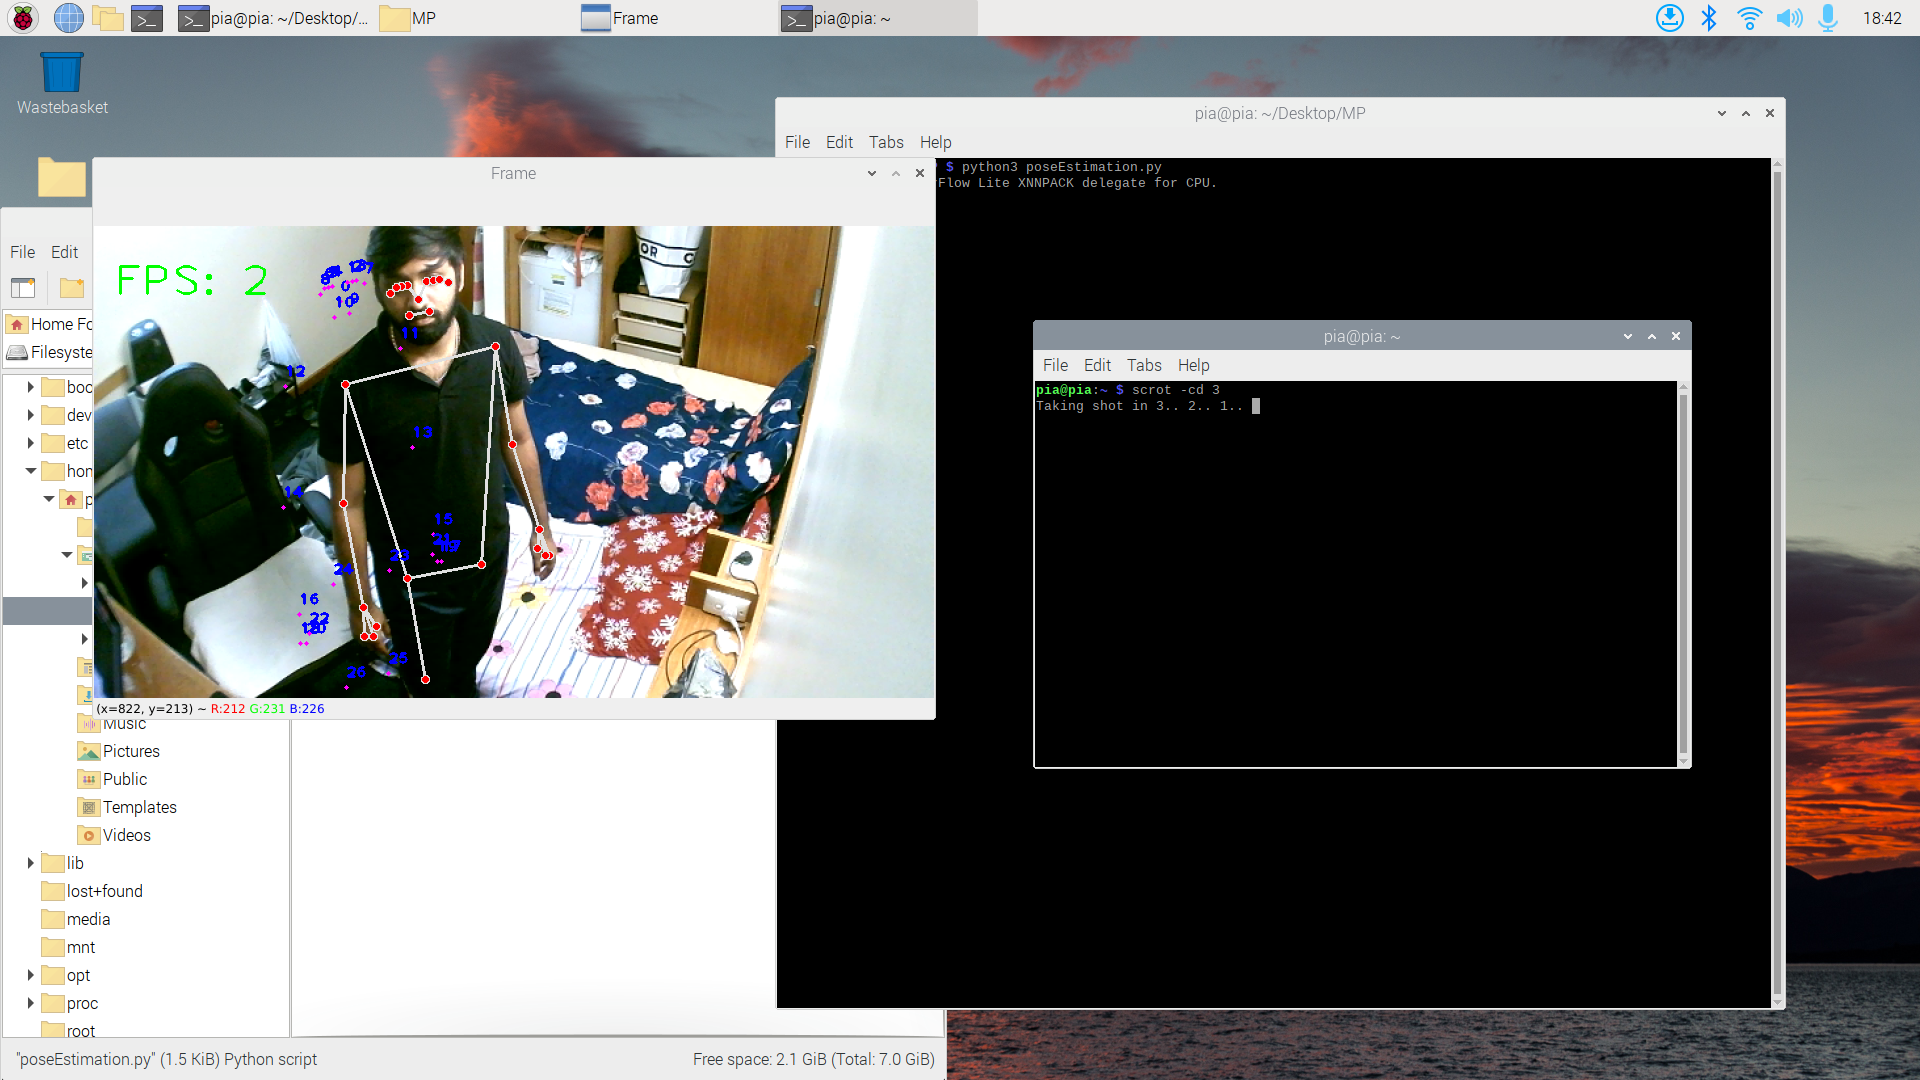 pia@pia: ~/Desktop/...
MP
Frame
pia@pia: ~
18:42
Wastebasket
pia@pia: ~/Desktop/MP
File Edit Tabs Help
$ python3 poseEstimation.py
Flow Lite XNNPACK delegate for CPU.
Frame
FPS: 2
0
10
11
12
13
14
15
23
24
16
22
25
26
(x=822, y=213) ~ R:212 G:231 B:226
pia@pia: ~
File Edit Tabs Help
pia@pia:~ $ scrot -cd 3
Taking shot in 3.. 2.. 1..
File Edit
Home Fo
Filesyste
boo
dev
etc
hom
p
Music
Pictures
Public
Templates
Videos
lib
lost+found
media
mnt
opt
proc
root
"poseEstimation.py" (1.5 KiB) Python script
Free space: 2.1 GiB (Total: 7.0 GiB)